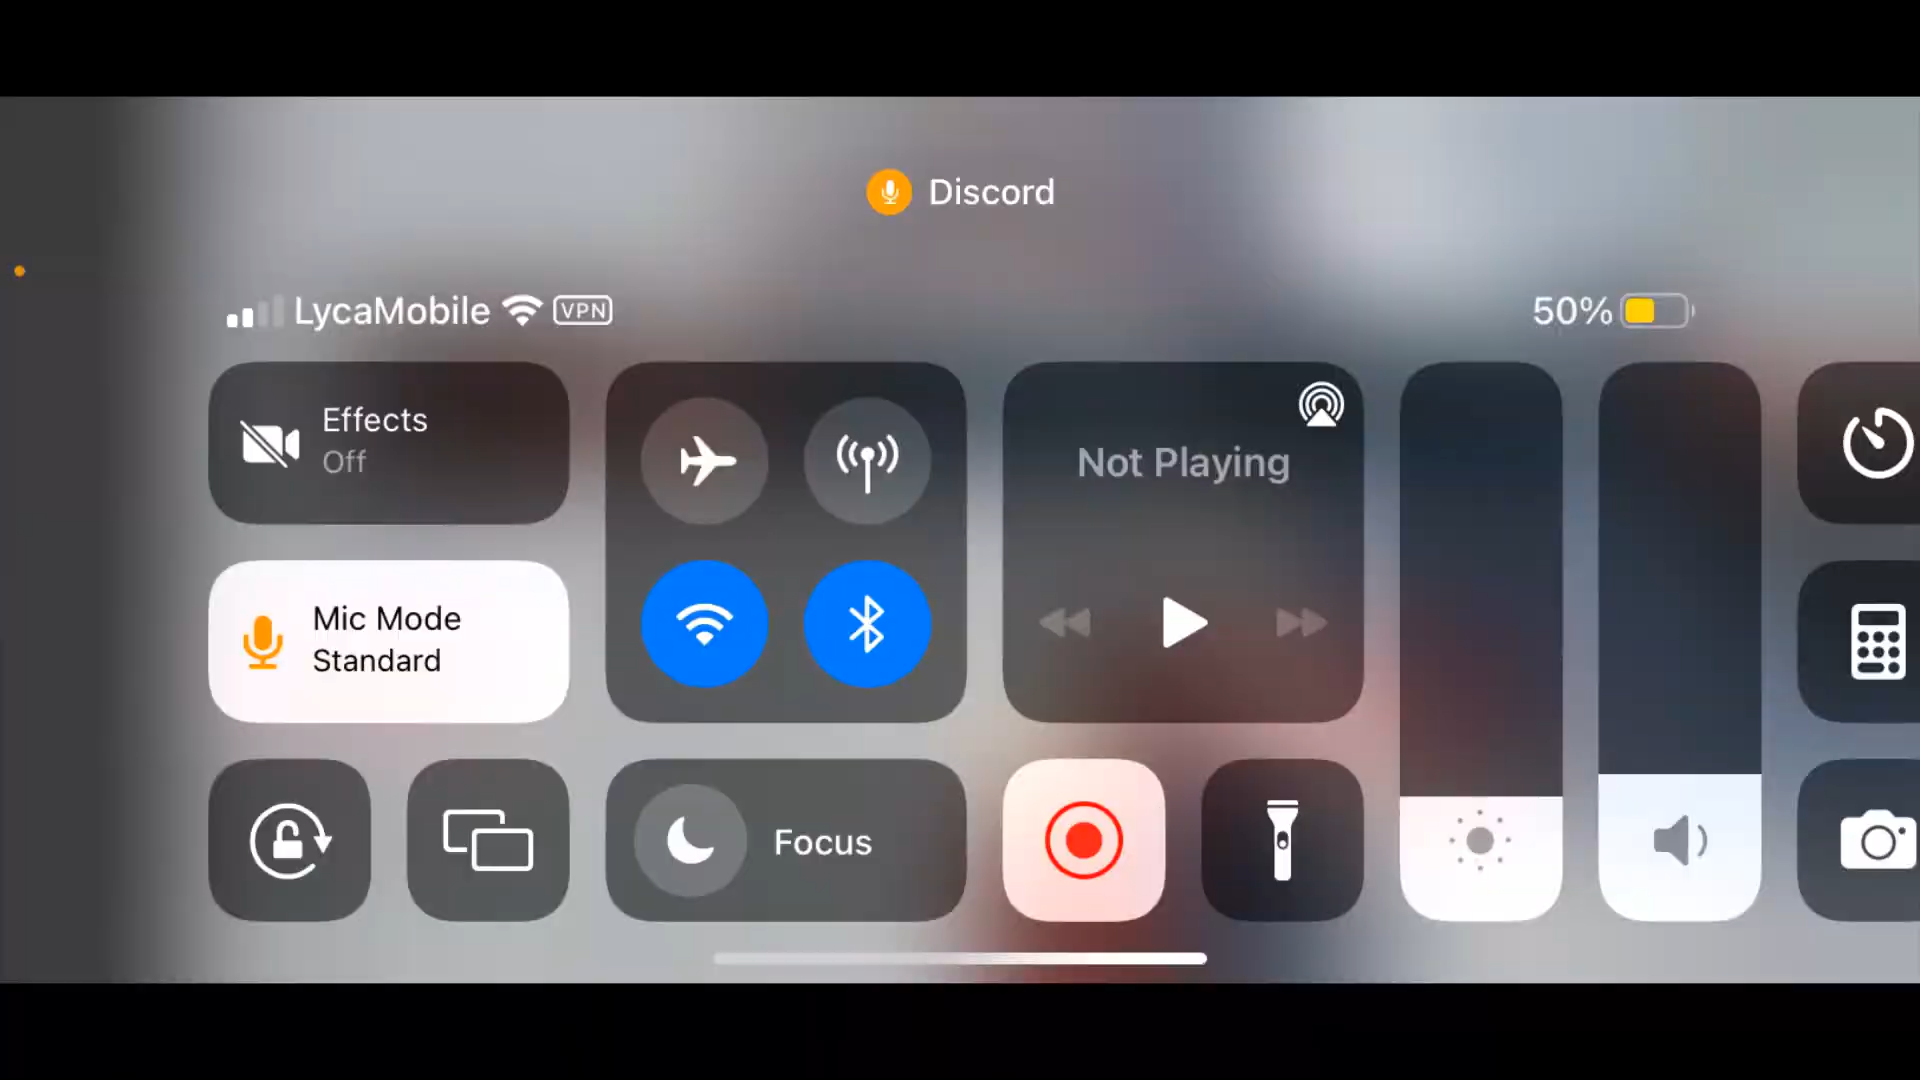 Discord
LycaMobile VPN
50%
Effects
Off
Not Playing
Mic Mode
Standard
Focus